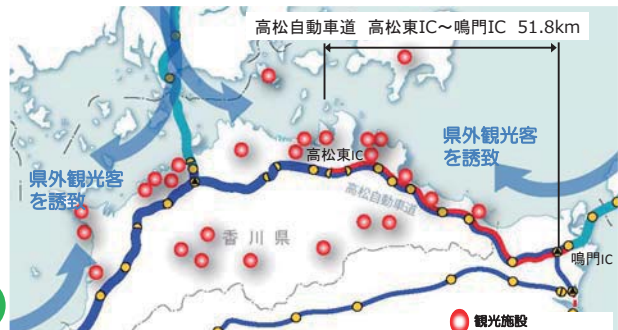 高松自動車道 高松東IC～鳴門IC 51.8km
高松東IC
県外観光客
を誘致
県外観光客
を誘致
高松自動車道
香川県
鳴門IC
観光施設